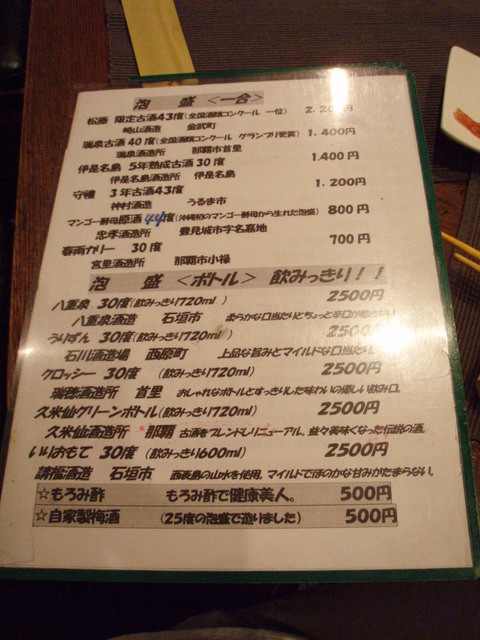 泡 盛 <一合>
松藤 限定古酒43度(全国酒類コンクール 一位) 2.200円
崎山酒造 金武町
瑞泉古酒 40度(全国酒類コンクール グランプリ受賞) 1.400円
瑞泉酒造所 那覇市首里
伊是名島 5年熟成古酒30度 1.400円
伊是名酒造所 伊是名島
守禮 3年古酒43度 1.200円
神村酒造 うるま市
マンゴー酵母原酒44度(沖縄初のマンゴー酵母から生れた泡盛) 800円
忠孝酒造所 豊見城市字名嘉地
春雨カリー 30度 700円
宮里酒造所 那覇市小禄
泡 盛 <ボトル> 飲みっきり!!
八重泉 30度(飲みっきり720ml) 2500円
八重泉酒造 石垣市 柔らかな口当たりとちょっと辛口が
うりずん 30度(飲みっきり720ml) 2500
石川酒造場 西原町 上品な旨みとマイルドな口当たり。
クロッシー 30度 (飲みっきり720ml) 2500円
瑞穂酒造所 首里 おしゃれなボトルとすっきりした味わいの優しい飲み口。
久米仙グリーンボトル(飲みっきり720ml) 2500円
久米仙酒造所 那覇 古酒をブレンドしリニューアル。益々美味くなった伝説の酒。
いりおもて 30度 (飲みっきり600ml) 2500円
請福酒造 石垣市 西表島の山水を使用。マイルドでほのかな甘みがたまらない。
☆もろみ酢 もろみ酢で健康美人。 500円
☆自家製梅酒 (25度の泡盛で造りました) 500円